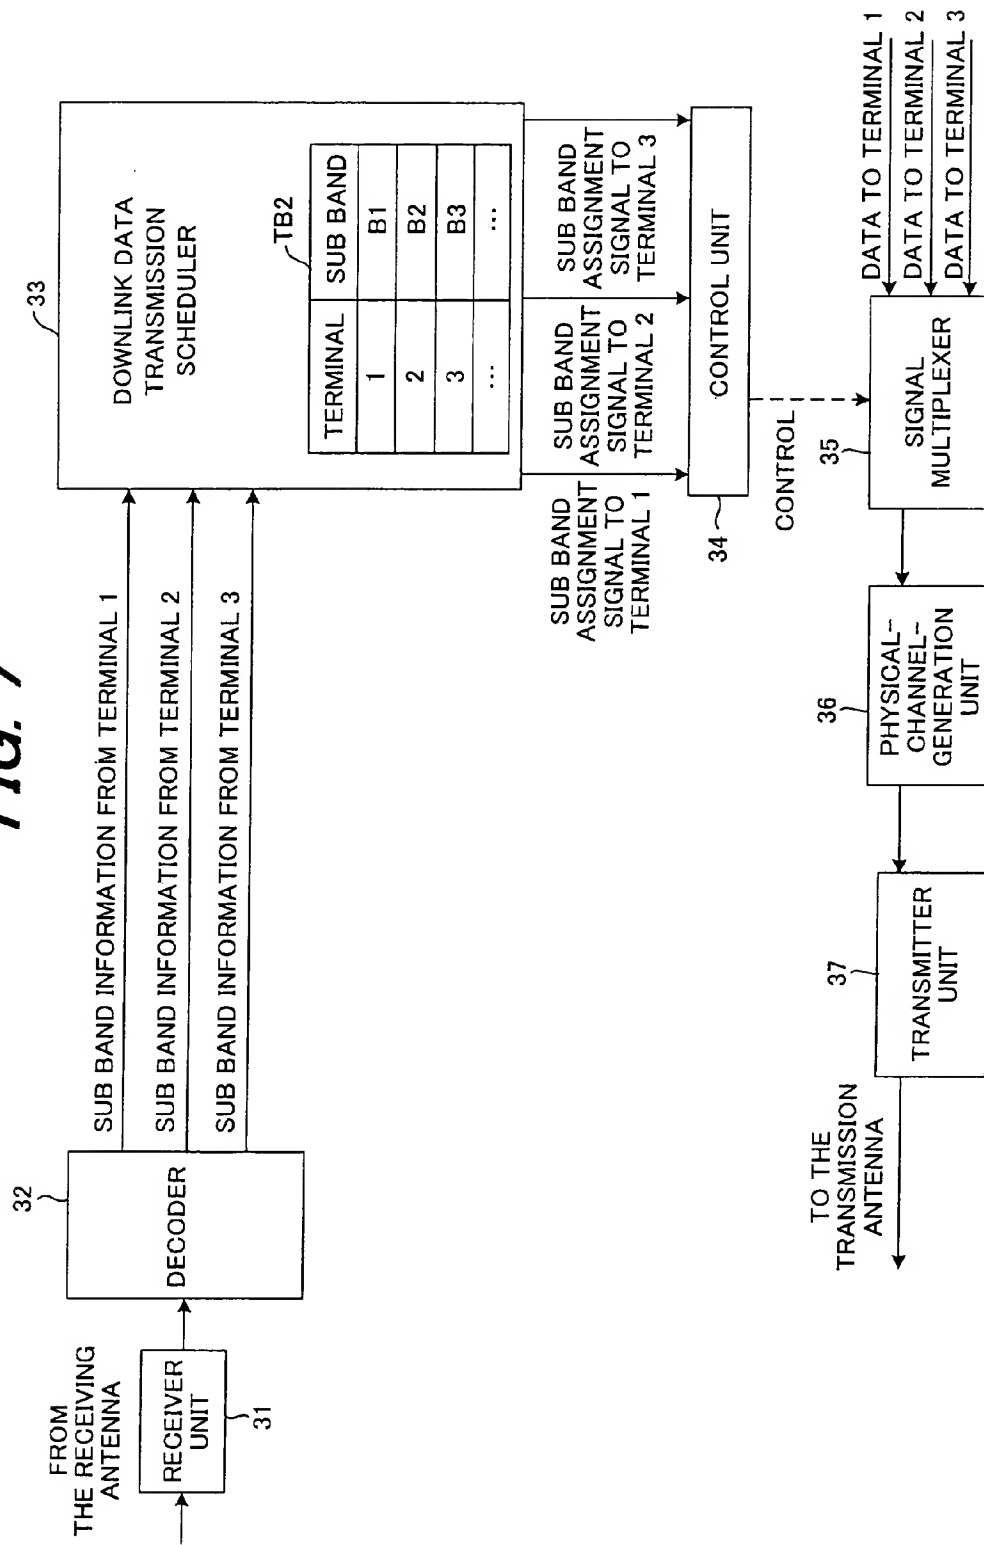 FIG. 7
FROM
THE RECEIVING
ANTENNA
RECEIVER
UNIT
31
32
DECODER
SUB BAND INFORMATION FROM TERMINAL 1
SUB BAND INFORMATION FROM TERMINAL 2
SUB BAND INFORMATION FROM TERMINAL 3
33
DOWNLINK DATA
TRANSMISSION
SCHEDULER
TB2
TERMINAL SUB BAND
1 B1
2 B2
3 B3
... ...
SUB BAND
ASSIGNMENT
SIGNAL TO
TERMINAL 1
SUB BAND
ASSIGNMENT
SIGNAL TO
TERMINAL 2
SUB BAND
ASSIGNMENT
SIGNAL TO
TERMINAL 3
34
CONTROL UNIT
CONTROL
DATA TO TERMINAL 1
DATA TO TERMINAL 2
DATA TO TERMINAL 3
35
SIGNAL
MULTIPLEXER
36
PHYSICAL-
CHANNEL-
GENERATION
UNIT
37
TRANSMITTER
UNIT
TO THE
TRANSMISSION
ANTENNA